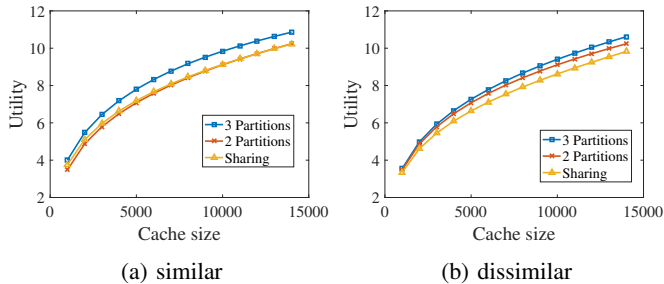 12
10
8
6
4
2
Utility
3 Partitions
2 Partitions
Sharing
0 5000 10000 15000
Cache size
(a) similar
12
10
8
6
4
2
Utility
3 Partitions
2 Partitions
Sharing
0 5000 10000 15000
Cache size
(b) dissimilar